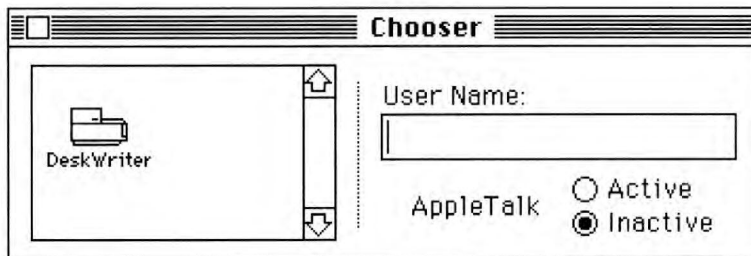 Chooser
DeskWriter
User Name:
AppleTalk
Active
Inactive